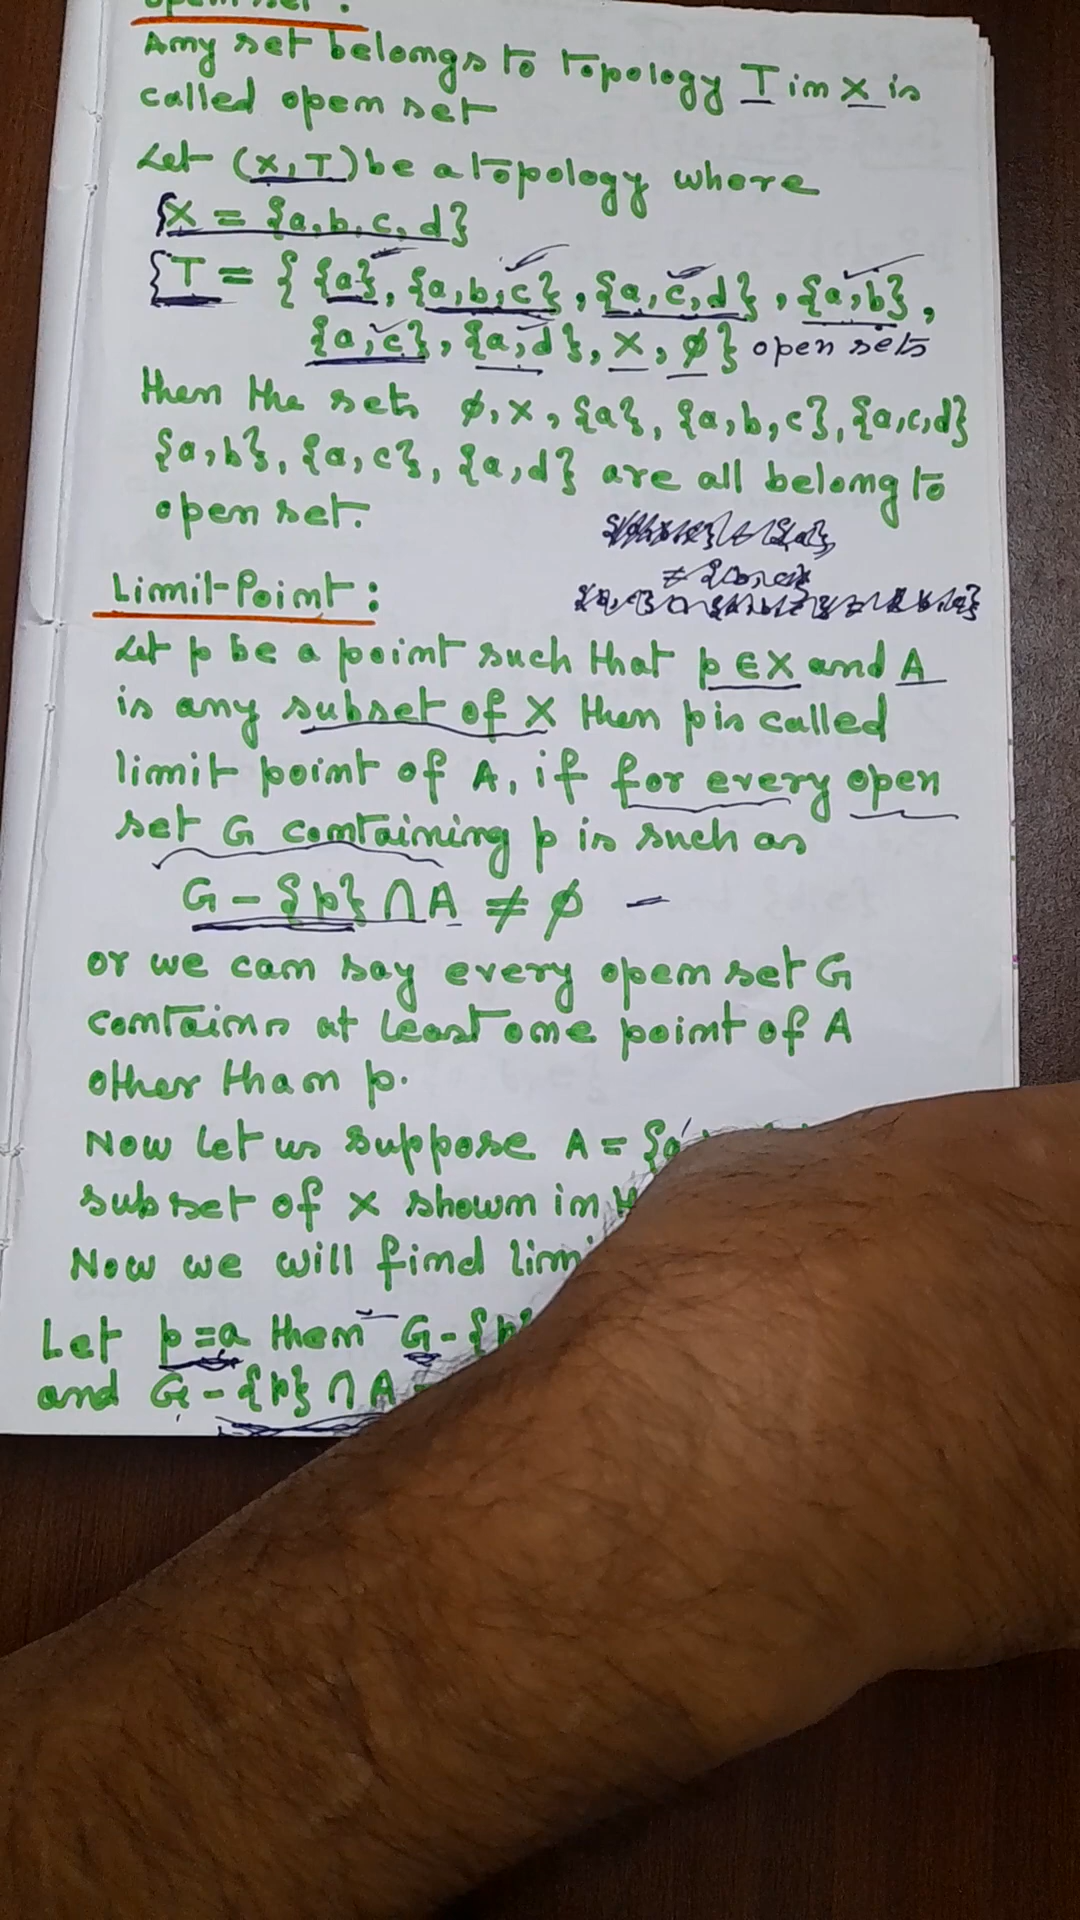 open set :
Any set belongs to topology T in X is
called open set
Let (X, T) be a topology where
X = {a, b, c, d}
T = { {a}, {a, b, c}, {a, c, d}, {a, b},
{a, c}, {a, d}, X, φ} open sets
then the sets φ, X, {a}, {a, b, c}, {a, c, d}
{a, b}, {a, c}, {a, d} are all belong to
open set.
Limit-Point :
Let p be a point such that p ∈ X and A
is any subset of X then p is called
limit point of A, if for every open
set G containing p is such as
G - {p} ∩ A ≠ φ
or we can say every open set G
contains at least one point of A
other than p.
Now let us suppose A = {a
subset of X shown in
Now we will find
Let p = a then G - {p}
and G - {p} ∩ A